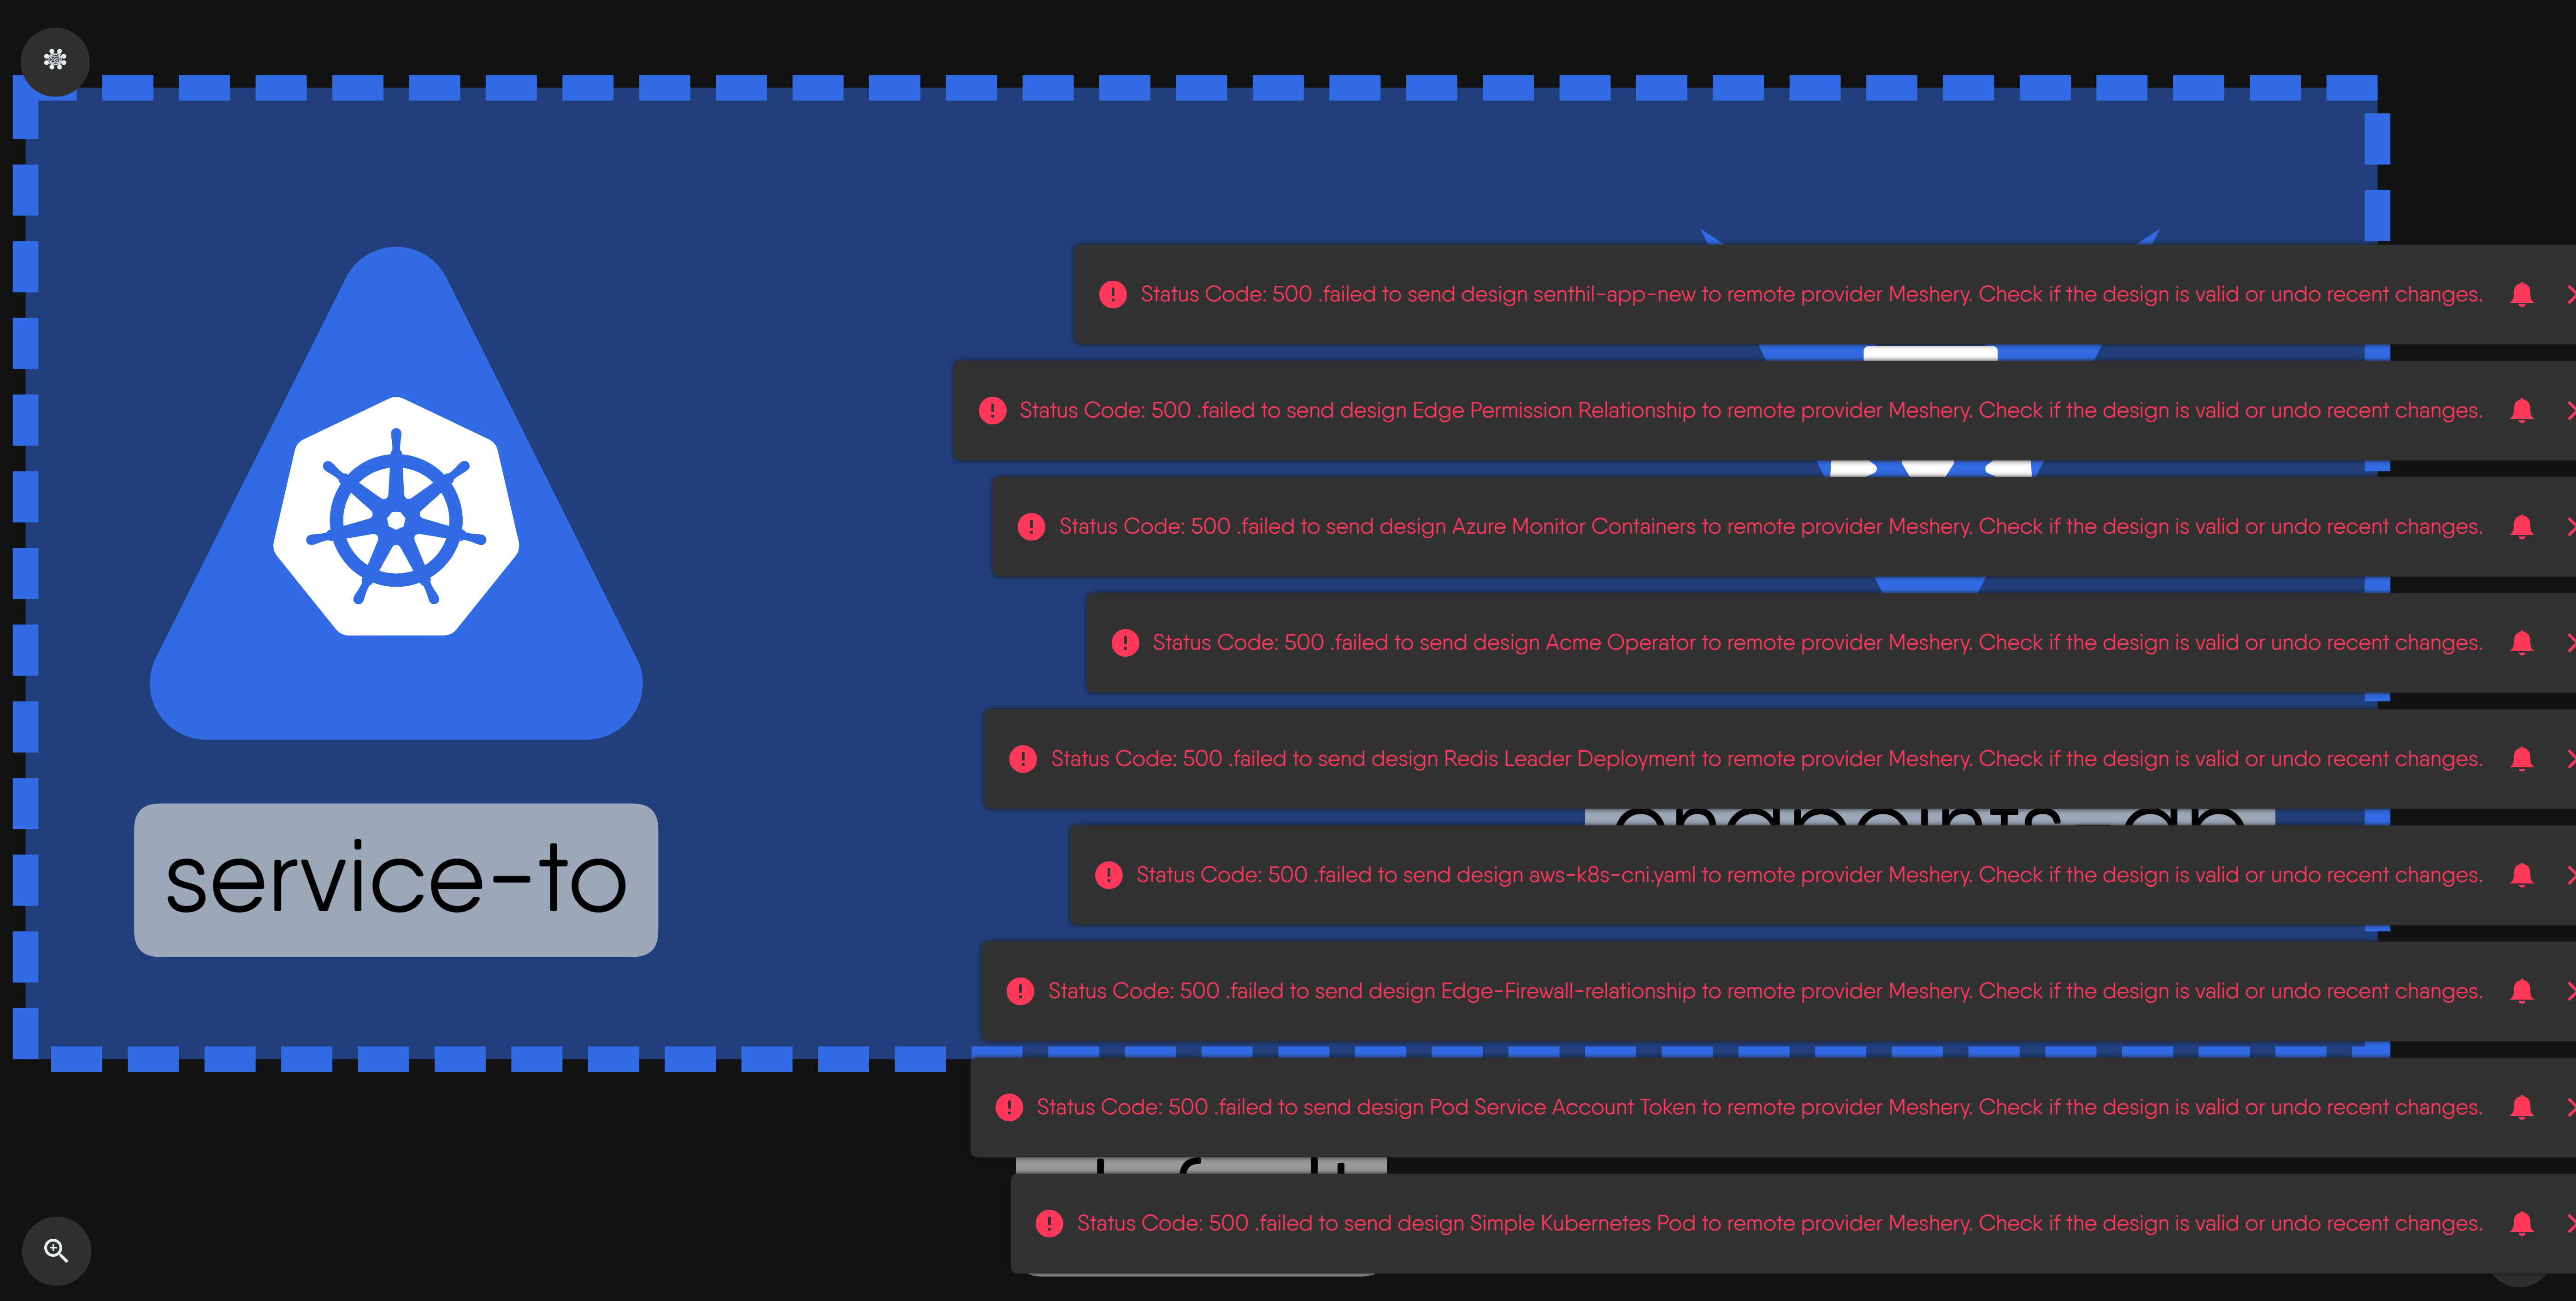 Status Code: 500 .failed to send design senthil-app-new to remote provider Meshery. Check if the design is valid or undo recent changes.
Status Code: 500 .failed to send design Edge Permission Relationship to remote provider Meshery. Check if the design is valid or undo recent changes.
Status Code: 500 .failed to send design Azure Monitor Containers to remote provider Meshery. Check if the design is valid or undo recent changes.
Status Code: 500 .failed to send design Acme Operator to remote provider Meshery. Check if the design is valid or undo recent changes.
Status Code: 500 .failed to send design Redis Leader Deployment to remote provider Meshery. Check if the design is valid or undo recent changes.
service-to
Status Code: 500 .failed to send design aws-k8s-cni.yaml to remote provider Meshery. Check if the design is valid or undo recent changes.
Status Code: 500 .failed to send design Edge-Firewall-relationship to remote provider Meshery. Check if the design is valid or undo recent changes.
Status Code: 500 .failed to send design Pod Service Account Token to remote provider Meshery. Check if the design is valid or undo recent changes.
Status Code: 500 .failed to send design Simple Kubernetes Pod to remote provider Meshery. Check if the design is valid or undo recent changes.